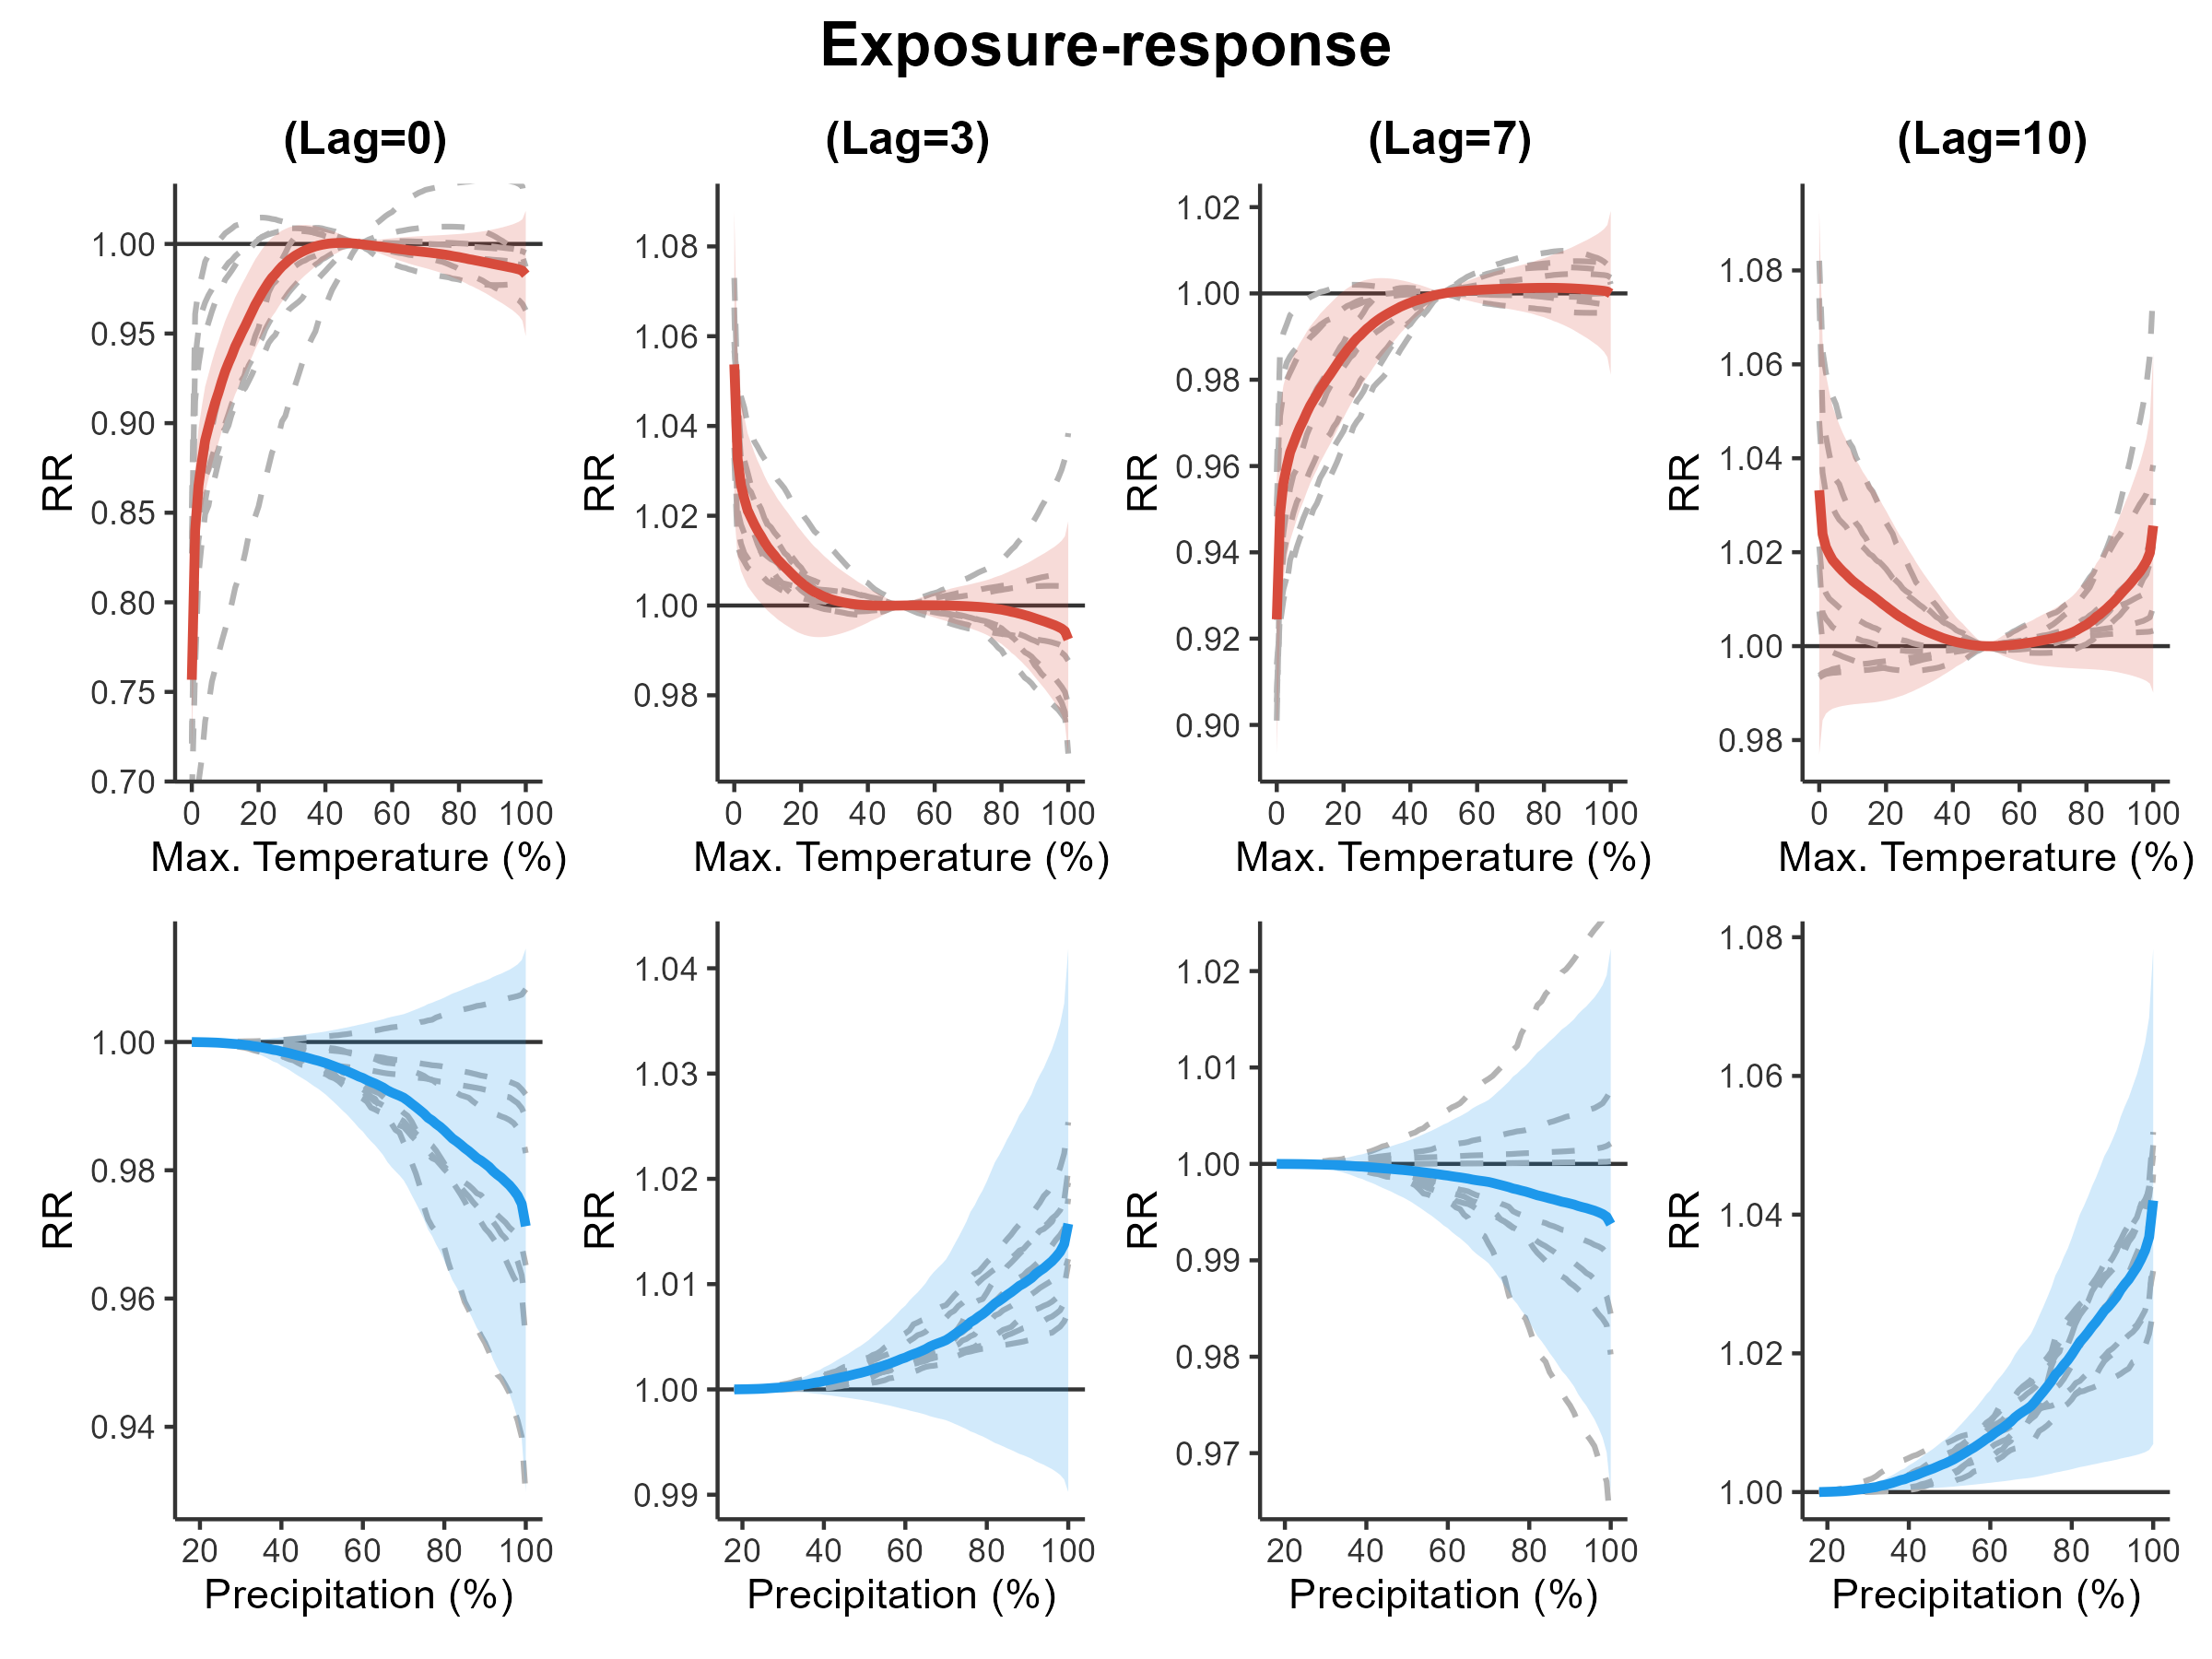 Exposure-response
(Lag=0) (Lag=3) (Lag=7) (Lag=10)
RR
1.00
0.95
0.90
0.85
0.80
0.75
0.70
0 20 40 60 80 100
Max. Temperature (%)
RR
1.08
1.06
1.04
1.02
1.00
0.98
0 20 40 60 80 100
Max. Temperature (%)
RR
1.02
1.00
0.98
0.96
0.94
0.92
0.90
0 20 40 60 80 100
Max. Temperature (%)
RR
1.08
1.06
1.04
1.02
1.00
0.98
0 20 40 60 80 100
Max. Temperature (%)
RR
1.00
0.98
0.96
0.94
20 40 60 80 100
Precipitation (%)
RR
1.04
1.03
1.02
1.01
1.00
0.99
20 40 60 80 100
Precipitation (%)
RR
1.02
1.01
1.00
0.99
0.98
0.97
20 40 60 80 100
Precipitation (%)
RR
1.08
1.06
1.04
1.02
1.00
20 40 60 80 100
Precipitation (%)